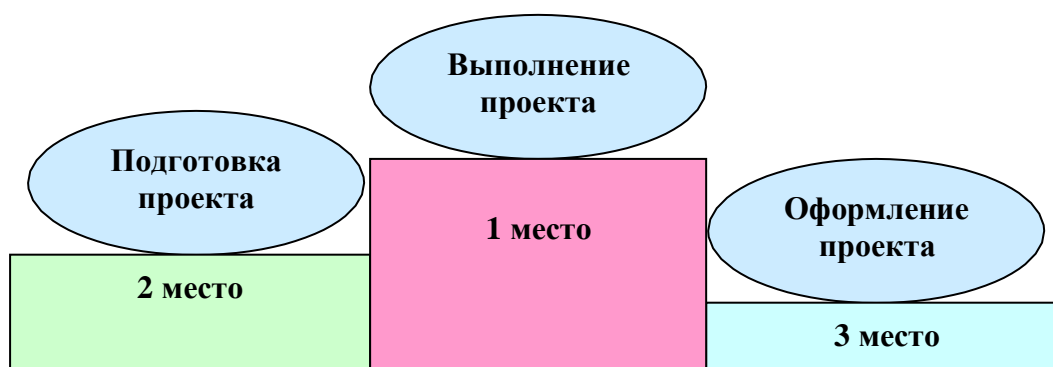 Выполнение
проекта
Подготовка
проекта
Оформление
проекта
1 место
2 место
3 место